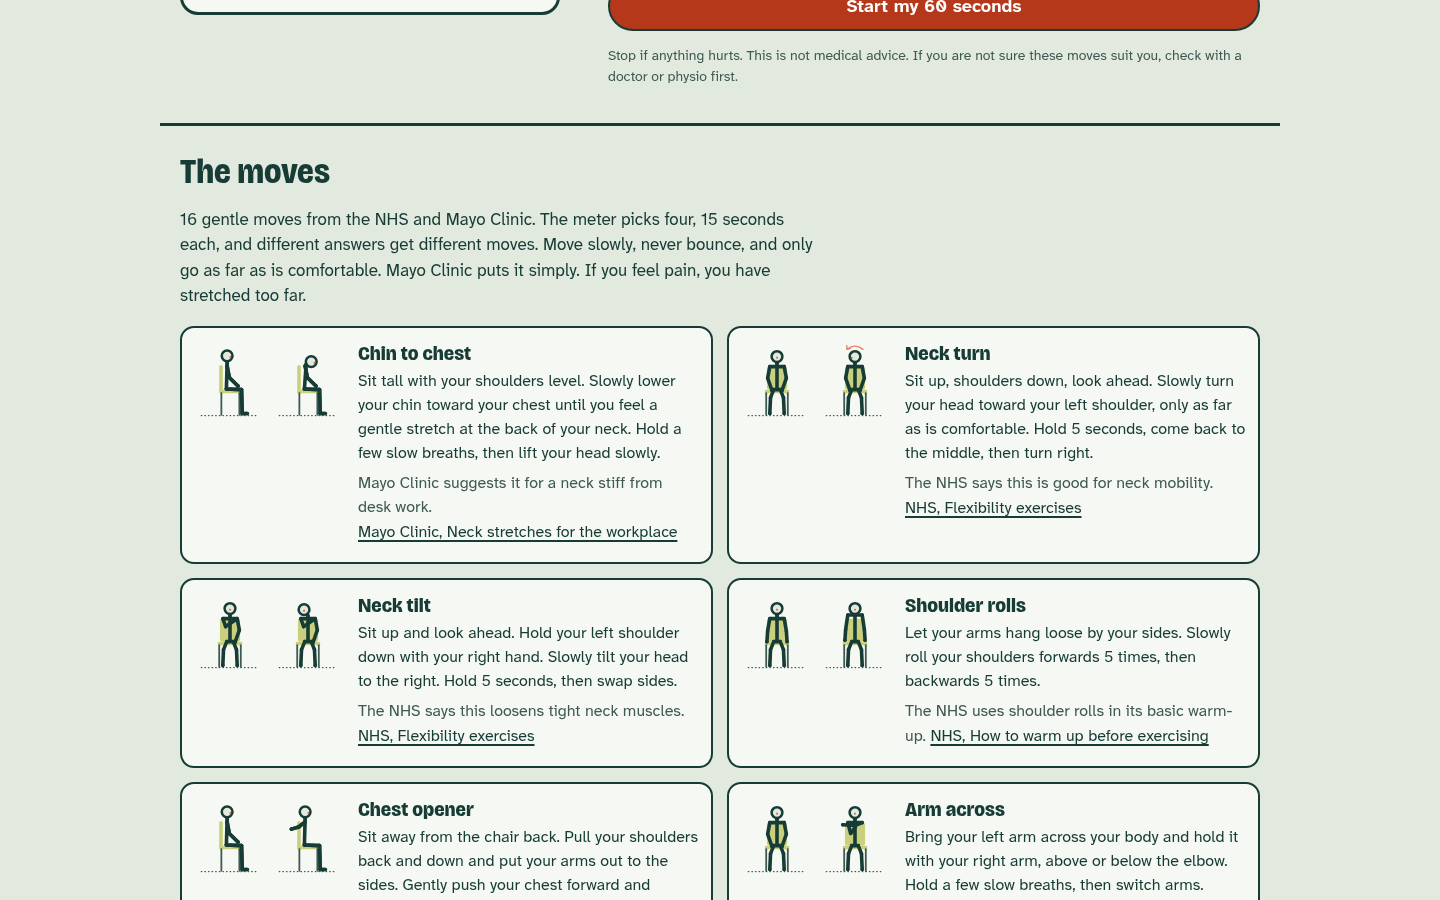 Start my 60 seconds
Stop if anything hurts. This is not medical advice. If you are not sure these moves suit you, check with a
doctor or physio first.
The moves
16 gentle moves from the NHS and Mayo Clinic. The meter picks four, 15 seconds
each, and different answers get different moves. Move slowly, never bounce, and only
go as far as is comfortable. Mayo Clinic puts it simply. If you feel pain, you have
stretched too far.
Chin to chest
Sit tall with your shoulders level. Slowly lower
your chin toward your chest until you feel a
gentle stretch at the back of your neck. Hold a
few slow breaths, then lift your head slowly.
Mayo Clinic suggests it for a neck stiff from
desk work.
Mayo Clinic, Neck stretches for the workplace
Neck turn
Sit up, shoulders down, look ahead. Slowly turn
your head toward your left shoulder, only as far
as is comfortable. Hold 5 seconds, come back to
the middle, then turn right.
The NHS says this is good for neck mobility.
NHS, Flexibility exercises
Neck tilt
Sit up and look ahead. Hold your left shoulder
down with your right hand. Slowly tilt your head
to the right. Hold 5 seconds, then swap sides.
The NHS says this loosens tight neck muscles.
NHS, Flexibility exercises
Shoulder rolls
Let your arms hang loose by your sides. Slowly
roll your shoulders forwards 5 times, then
backwards 5 times.
The NHS uses shoulder rolls in its basic warm-
up. NHS, How to warm up before exercising
Chest opener
Sit away from the chair back. Pull your shoulders
back and down and put your arms out to the
sides. Gently push your chest forward and
Arm across
Bring your left arm across your body and hold it
with your right arm, above or below the elbow.
Hold a few slow breaths, then switch arms.